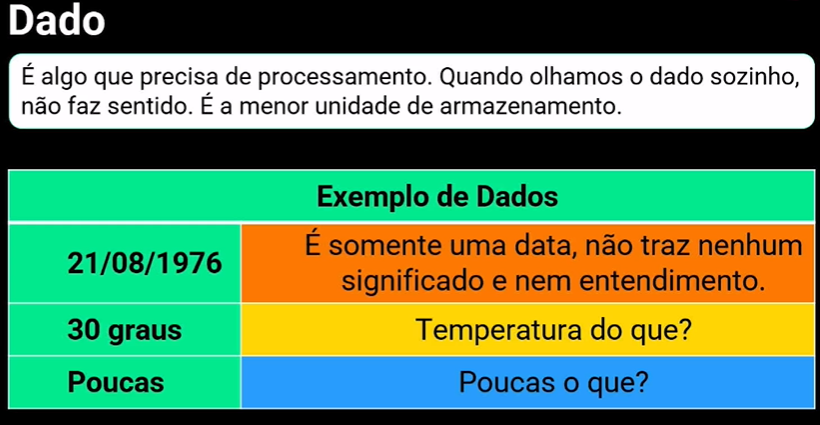 Dado
É algo que precisa de processamento. Quando olhamos o dado sozinho,
não faz sentido. É a menor unidade de armazenamento.
Exemplo de Dados
21/08/1976
É somente uma data, não traz nenhum
significado e nem entendimento.
30 graus
Temperatura do que?
Poucas
Poucas o que?